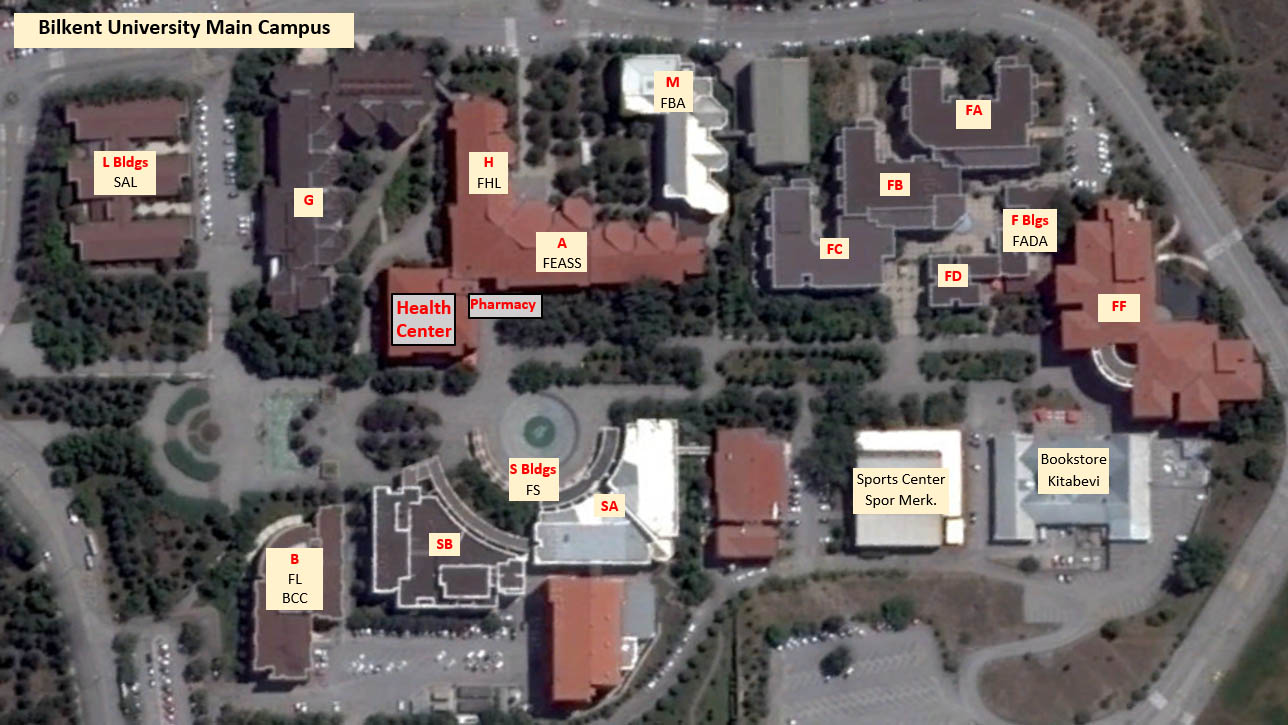 Bilkent University Main Campus
M
FBA
FA
L Bldgs
SAL
H
FHL
FB
G
F Blgs
FADA
A
FEASS
FC
FD
Health
Center
Pharmacy
FF
S Bldgs
FS
SA
Sports Center
Spor Merk.
Bookstore
Kitabevi
SB
B
FL
BCC